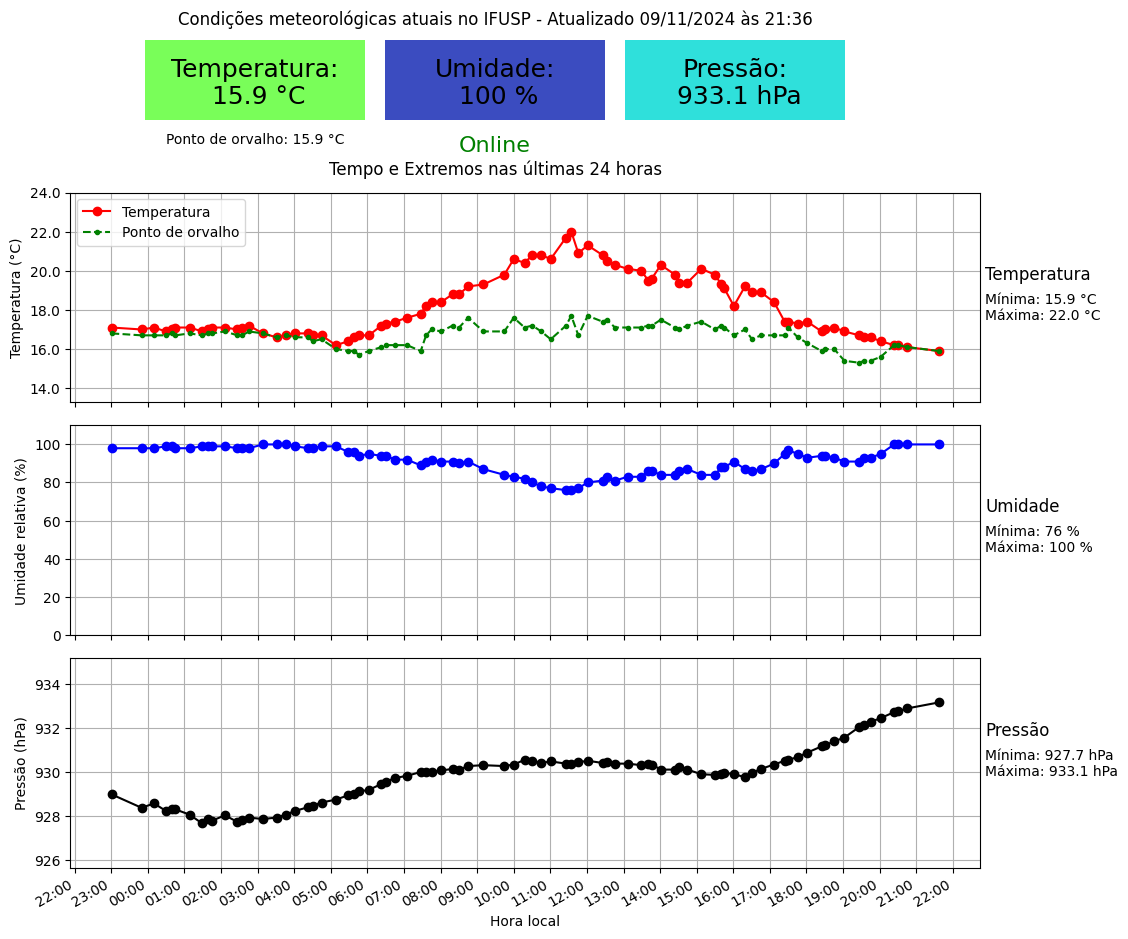 Condições meteorológicas atuais no IFUSP - Atualizado 09/11/2024 às 21:36
Temperatura:
15.9 °C
Umidade:
100 %
Pressão:
933.1 hPa
Ponto de orvalho: 15.9 °C
Online
Tempo e Extremos nas últimas 24 horas
24.0
22.0
20.0
18.0
16.0
14.0
Temperatura (°C)
Temperatura
Ponto de orvalho
Temperatura
Mínima: 15.9 °C
Máxima: 22.0 °C
100
80
60
40
20
0
Umidade relativa (%)
Umidade
Mínima: 76 %
Máxima: 100 %
934
932
930
928
926
Pressão (hPa)
Pressão
Mínima: 927.7 hPa
Máxima: 933.1 hPa
22:00 23:00 00:00 01:00 02:00 03:00 04:00 05:00 06:00 07:00 08:00 09:00 10:00 11:00 12:00 13:00 14:00 15:00 16:00 17:00 18:00 19:00 20:00 21:00 22:00
Hora local